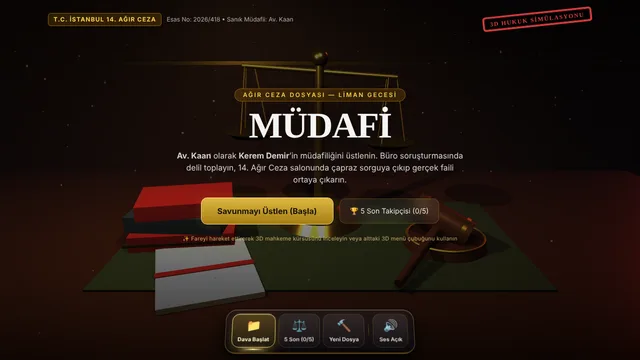 T.C. İSTANBUL 14. AĞIR CEZA
Esas No: 2026/418 • Sanık Müdafii: Av. Kaan
3D HUKUK SİMÜLASYONU
AĞIR CEZA DOSYASI — LİMAN GECESİ
MÜDAFİ
Av. Kaan olarak Kerem Demir'in müdafiliğini üstlenin. Büro soruşturmasında
delil toplayın, 14. Ağır Ceza salonunda çapraz sorguya çıkıp gerçek faili
ortaya çıkarın.
Savunmayı Üstlen (Başla)
🏆 5 Son Takipçisi (0/5)
✨ Fareyi hareket ettirerek 3D mahkeme kürsüsünü inceleyin veya alttaki 3D menü çubuğunu kullanın
Dava Başlat
5 Son (0/5)
Yeni Dosya
Ses Açık